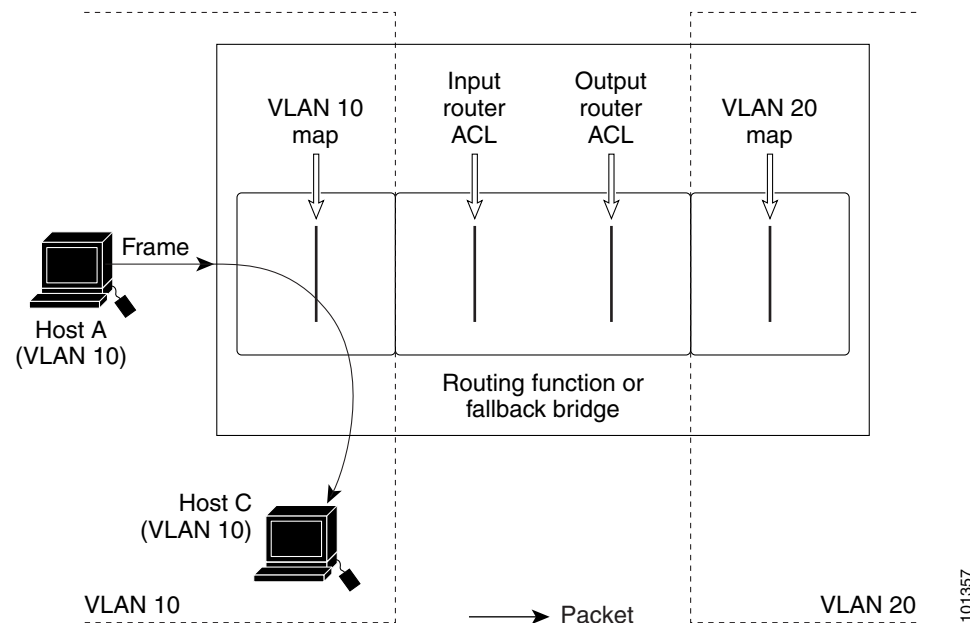 VLAN 10
map
Input
router
ACL
Output
router
ACL
VLAN 20
map
Frame
Host A
(VLAN 10)
Routing function or
fallback bridge
Host C
(VLAN 10)
VLAN 10
Packet
VLAN 20
101357